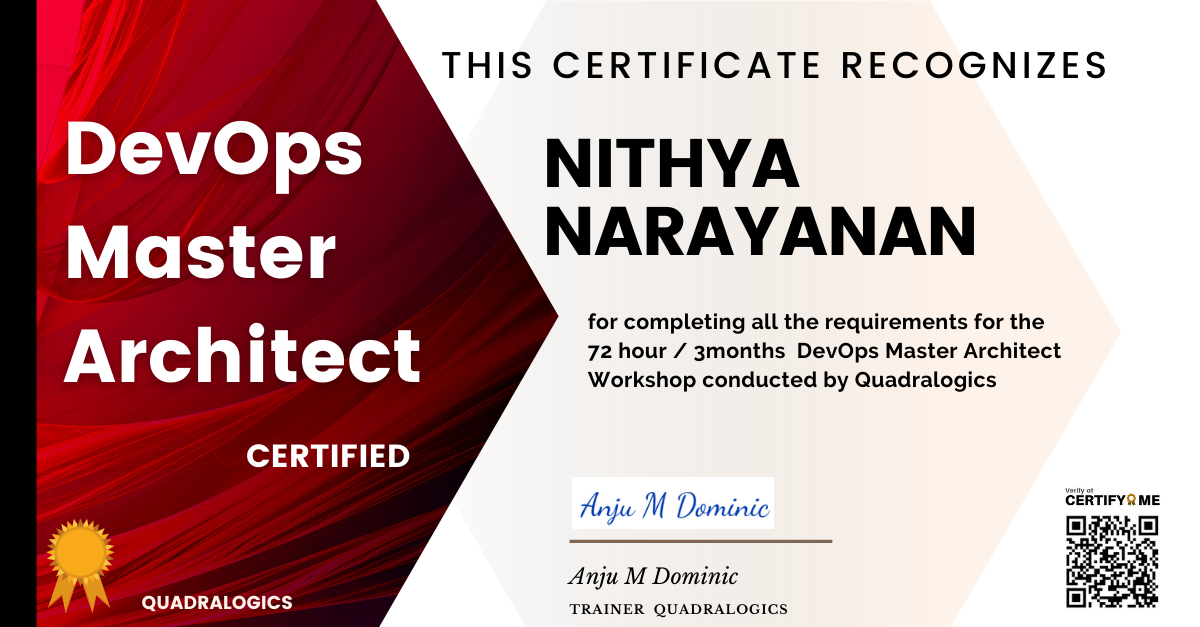 DevOps
Master
Architect
CERTIFIED
QUADRALOGICS
THIS CERTIFICATE RECOGNIZES
NITHYA
NARAYANAN
for completing all the requirements for the
72 hour / 3months  DevOps Master Architect
Workshop conducted by Quadralogics
Anju M Dominic
Anju M Dominic
TRAINER QUADRALOGICS
Verify at
CERTIFY ME